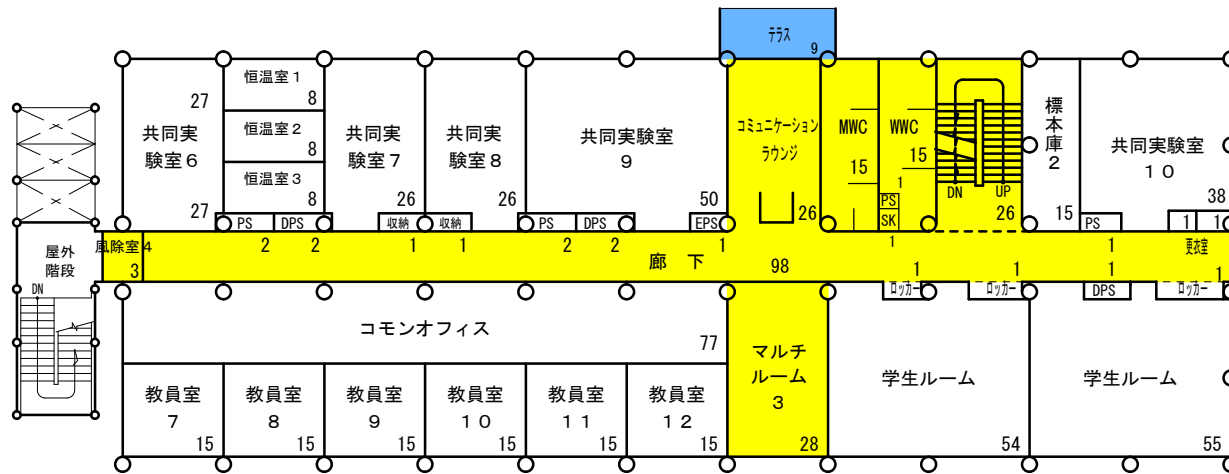 テラス
9
恒温室1
8
27
共同実
験室6
27
恒温室2
8
恒温室3
8
共同実
験室7
26
共同実
験室8
26
共同実験室
9
50
コミュニケーション
ラウンジ
26
MWC
15
WWC
15
1
PS
SK
1
DN
UP
26
標本庫2
15
共同実験室
10
38
PS
DPS
収納
収納
PS
DPS
EPS
PS
1
1
屋外
階段
DN
風除室4
3
2
2
1
1
2
2
1
廊下
98
1
1
1
1
更衣室
1
ロッカー
ロッカー
DPS
ロッカー
コモンオフィス
77
マルチ
ルーム
3
28
学生ルーム
54
学生ルーム
55
教員室
7
15
教員室
8
15
教員室
9
15
教員室
10
15
教員室
11
15
教員室
12
15